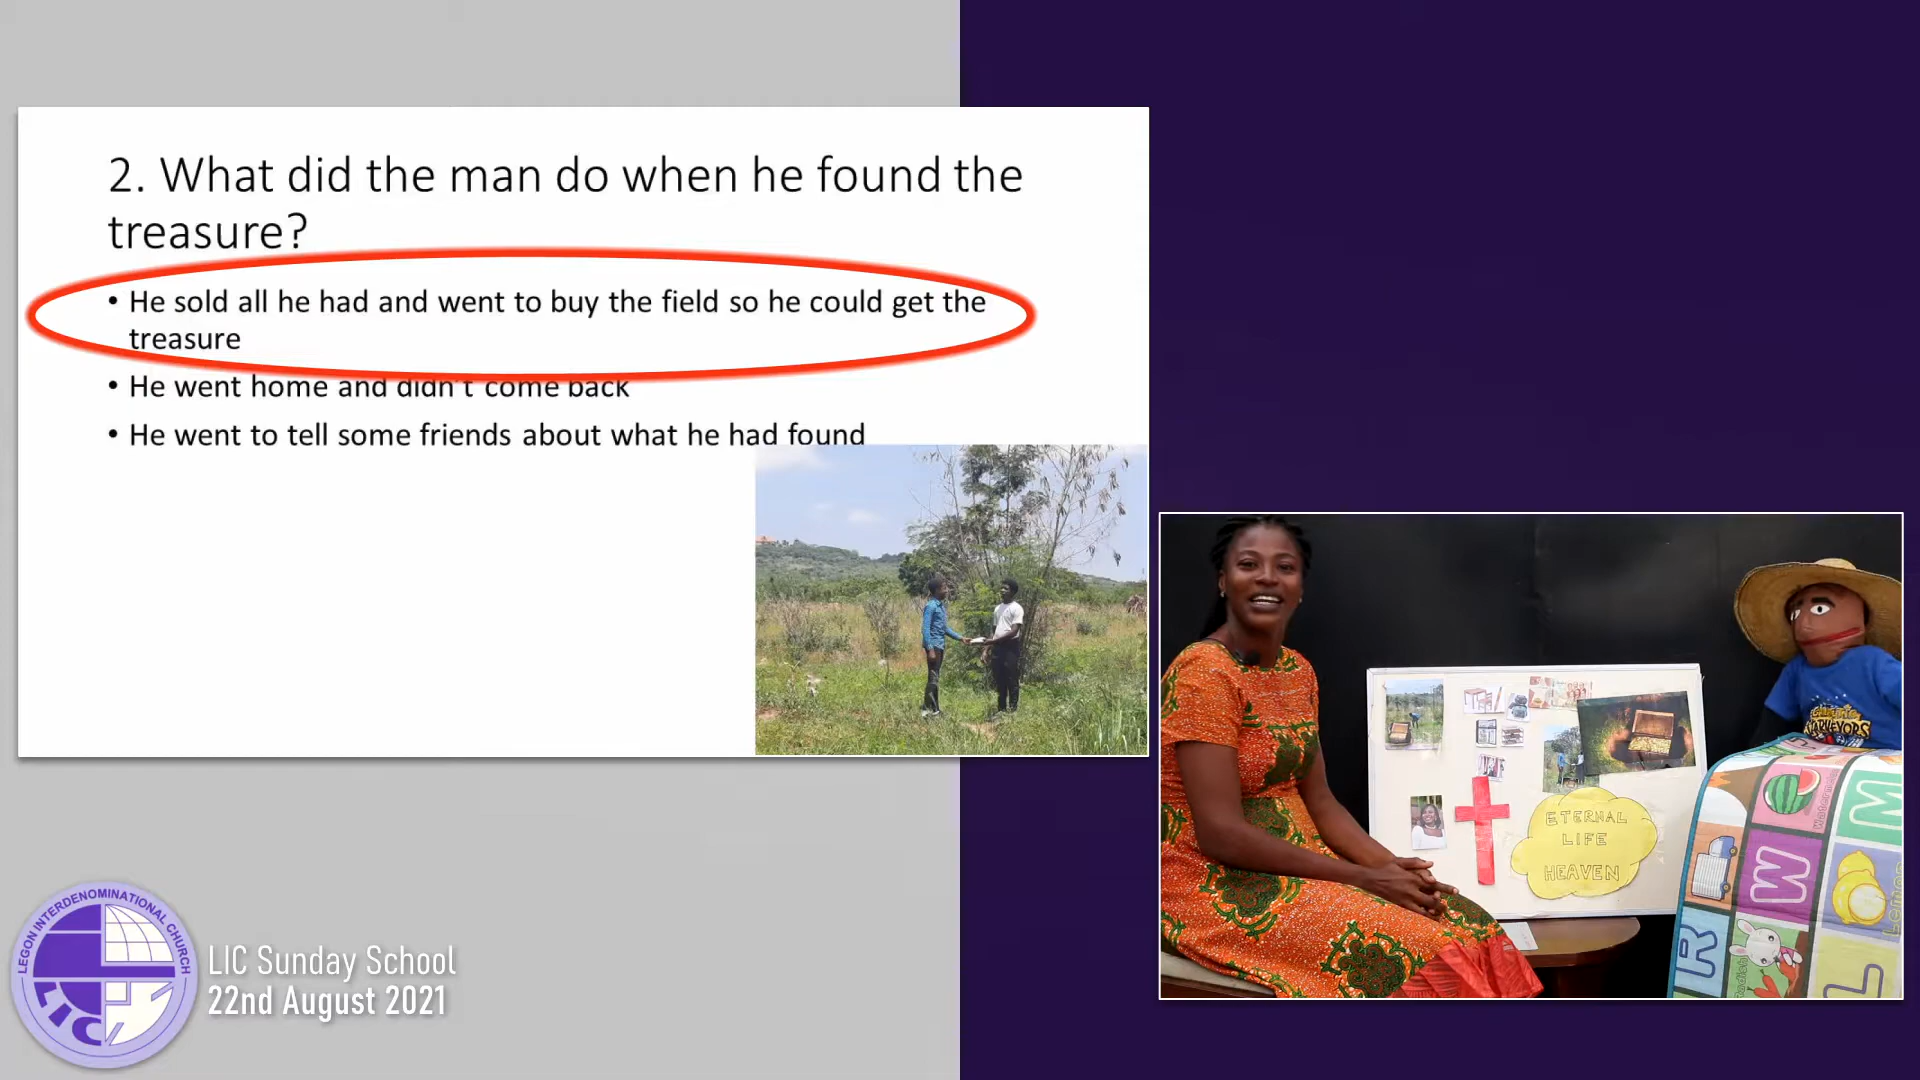 2. What did the man do when he found the
treasure?
• He sold all he had and went to buy the field so he could get the
treasure
• He went home and didn't come back
• He went to tell some friends about what he had found
ETERNAL
LIFE
HEAVEN
Watermelon
M
W
R
Radish
Lemon
L
LEGON INTERDENOMINATIONAL CHURCH
LIC
LIC Sunday School
22nd August 2021